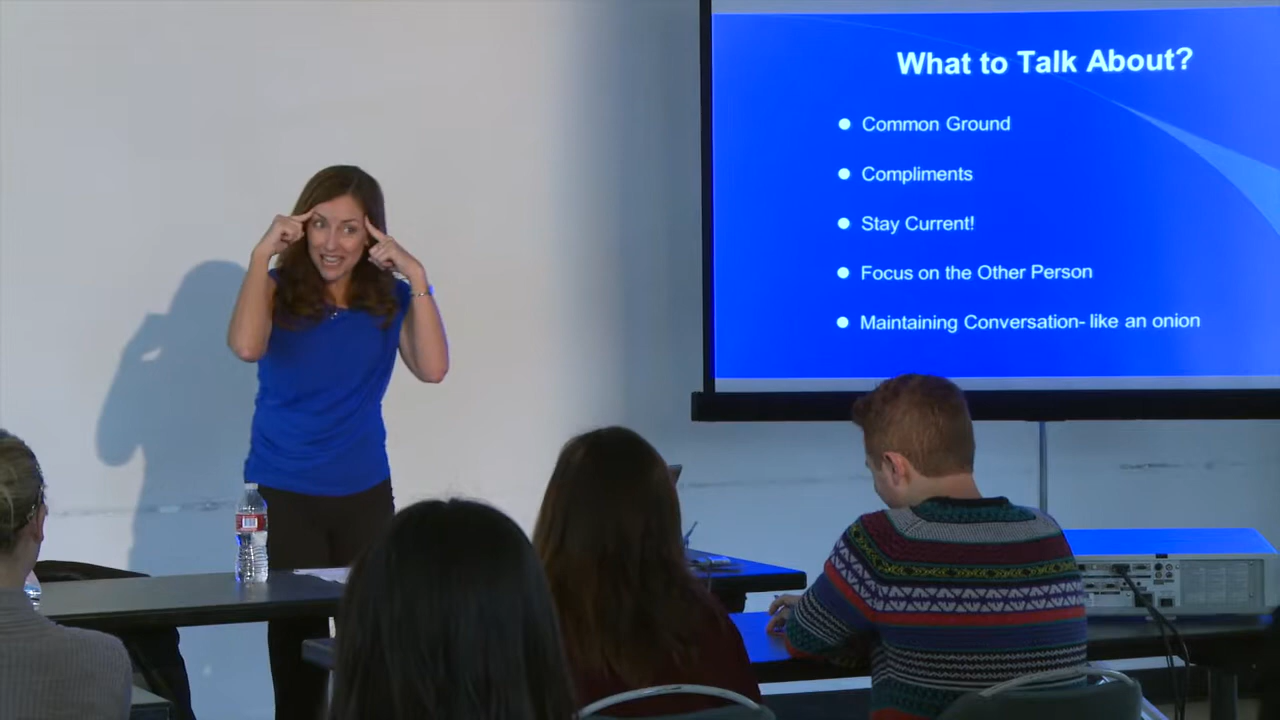 What to Talk About?
Common Ground
Compliments
Stay Current!
Focus on the Other Person
Maintaining Conversation- like an onion